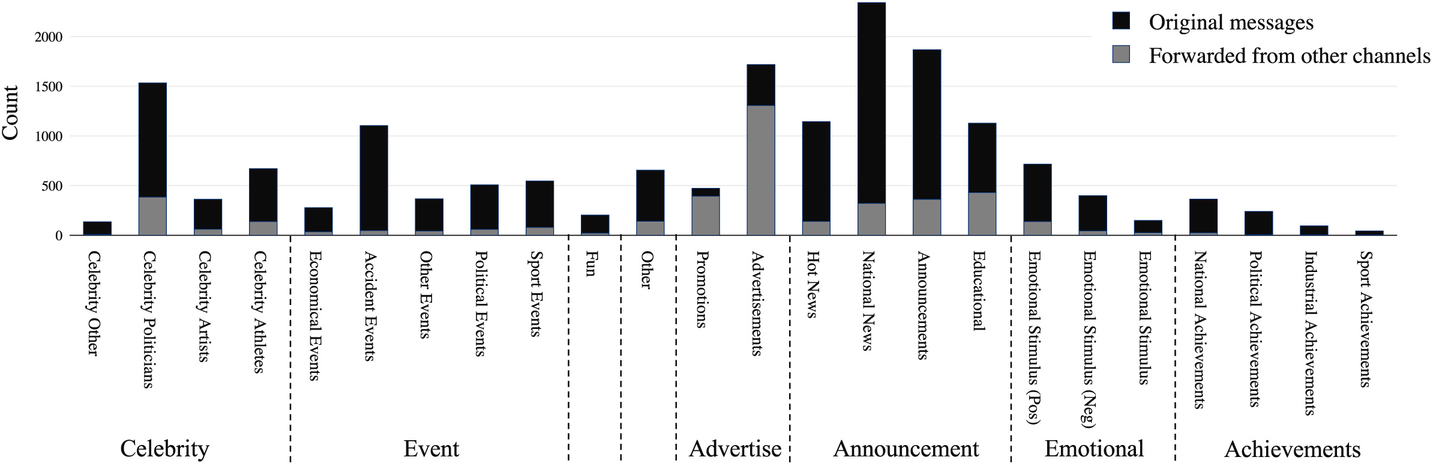 Original messages
Forwarded from other channels
Count
2000
1500
1000
500
0
Celebrity Other
Celebrity Politicians
Celebrity Artists
Celebrity Athletes
Economical Events
Accident Events
Other Events
Political Events
Sport Events
Fun
Other
Promotions
Advertisements
Hot News
National News
Announcements
Educational
Emotional Stimulus (Pos)
Emotional Stimulus (Neg)
Emotional Stimulus
National Achievements
Political Achievements
Industrial Achievements
Sport Achievements
Celebrity
Event
Advertise
Announcement
Emotional
Achievements